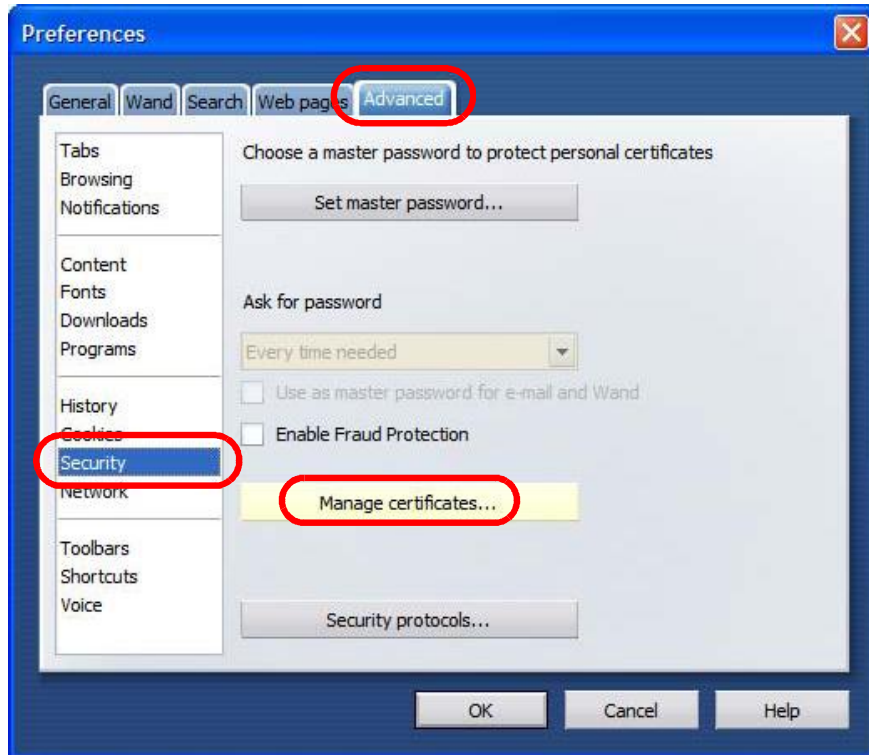 Preferences
General Wand Search Web pages Advanced
Tabs
Browsing
Notifications
Content
Fonts
Downloads
Programs
History
Cookies
Security
Network
Toolbars
Shortcuts
Voice
Choose a master password to protect personal certificates
Set master password...
Ask for password
Every time needed
Use as master password for e-mail and Wand
Enable Fraud Protection
Manage certificates...
Security protocols...
OK Cancel Help